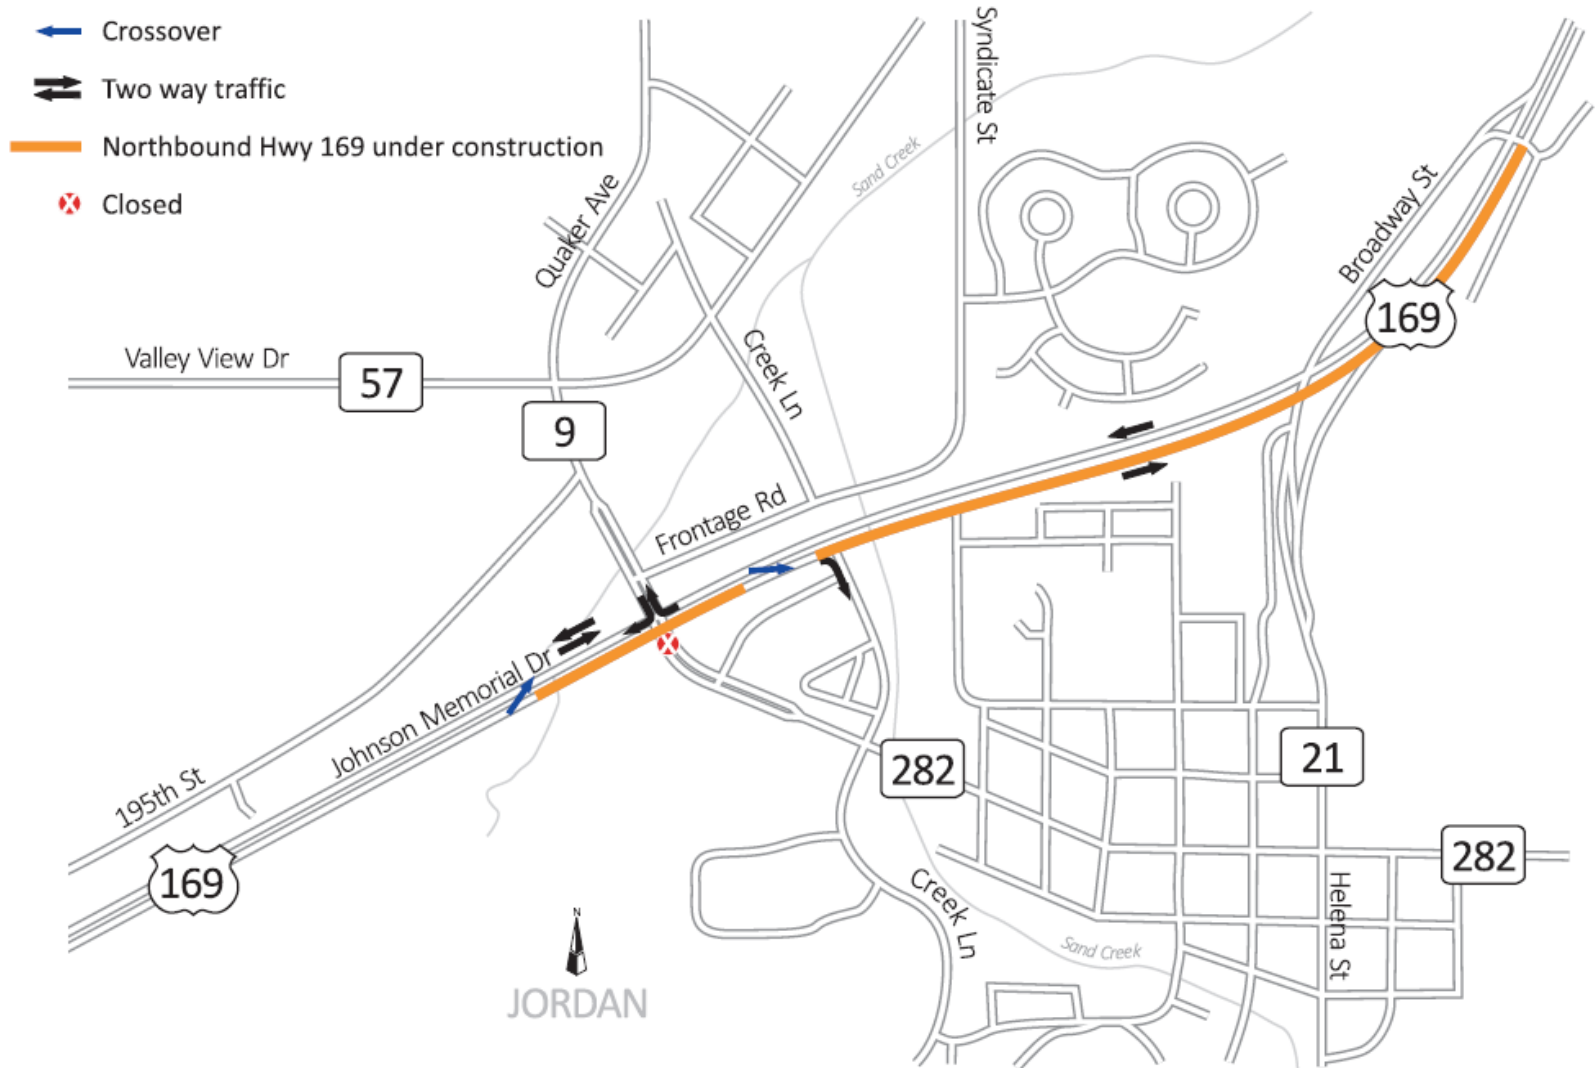 Crossover
Two way traffic
Northbound Hwy 169 under construction
Closed
Syndicate St
Sand Creek
Quaker Ave
Broadway St
169
Valley View Dr
57
Creek Ln
9
Frontage Rd
Johnson Memorial Dr
195th St
282
21
169
282
Creek Ln
Helena St
Sand Creek
N
JORDAN